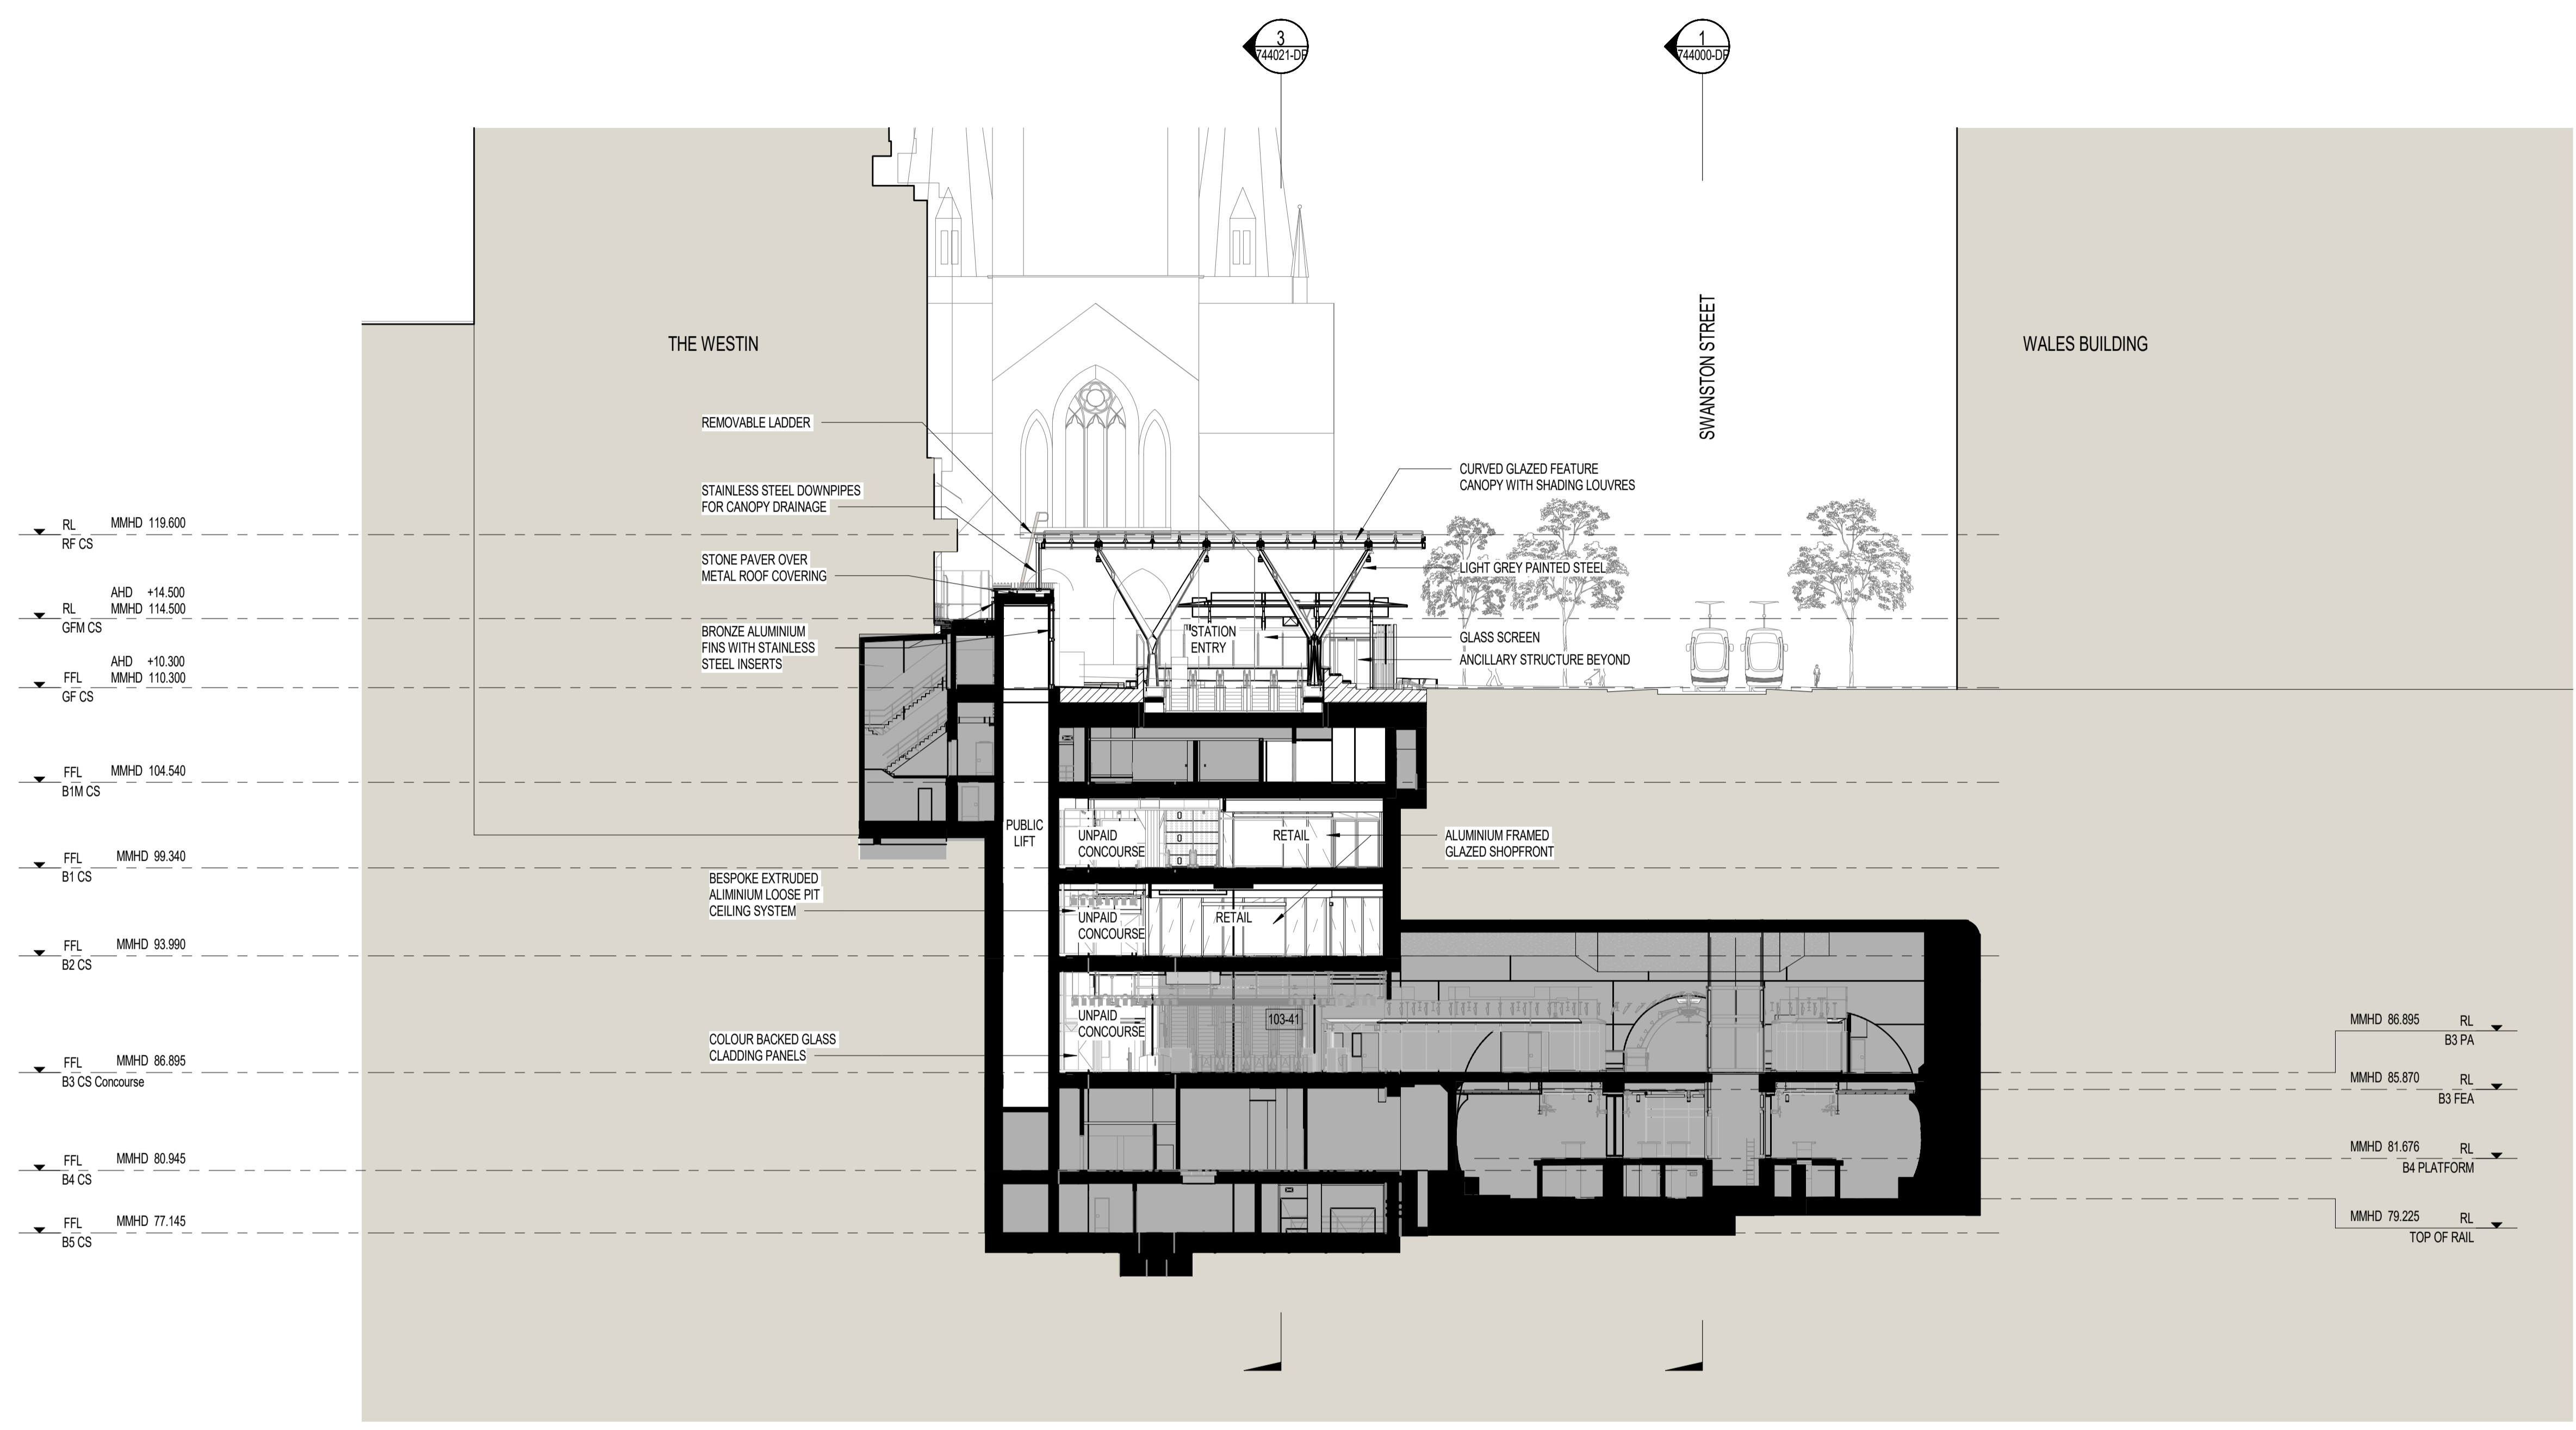 3
744021-DP
1
744000-DP
THE WESTIN
SWANSTON STREET
WALES BUILDING
REMOVABLE LADDER
STAINLESS STEEL DOWNPIPES
FOR CANOPY DRAINAGE
STONE PAVER OVER
METAL ROOF COVERING
BRONZE ALUMINIUM
FINS WITH STAINLESS
STEEL INSERTS
CURVED GLAZED FEATURE
CANOPY WITH SHADING LOUVRES
LIGHT GREY PAINTED STEEL
GLASS SCREEN
ANCILLARY STRUCTURE BEYOND
"STATION
ENTRY
RL MMHD 119.600
RF CS
AHD +14.500
RL MMHD 114.500
GFM CS
AHD +10.300
FFL MMHD 110.300
GF CS
FFL MMHD 104.540
B1M CS
FFL MMHD 99.340
B1 CS
FFL MMHD 93.990
B2 CS
FFL MMHD 86.895
B3 CS Concourse
FFL MMHD 80.945
B4 CS
FFL MMHD 77.145
B5 CS
PUBLIC
LIFT
UNPAID
CONCOURSE
RETAIL
ALUMINIUM FRAMED
GLAZED SHOPFRONT
BESPOKE EXTRUDED
ALIMINIUM LOOSE PIT
CEILING SYSTEM
UNPAID
CONCOURSE
RETAIL
UNPAID
CONCOURSE
103-41
COLOUR BACKED GLASS
CLADDING PANELS
MMHD 86.895 RL
B3 PA
MMHD 85.870 RL
B3 FEA
MMHD 81.676 RL
B4 PLATFORM
MMHD 79.225 RL
TOP OF RAIL